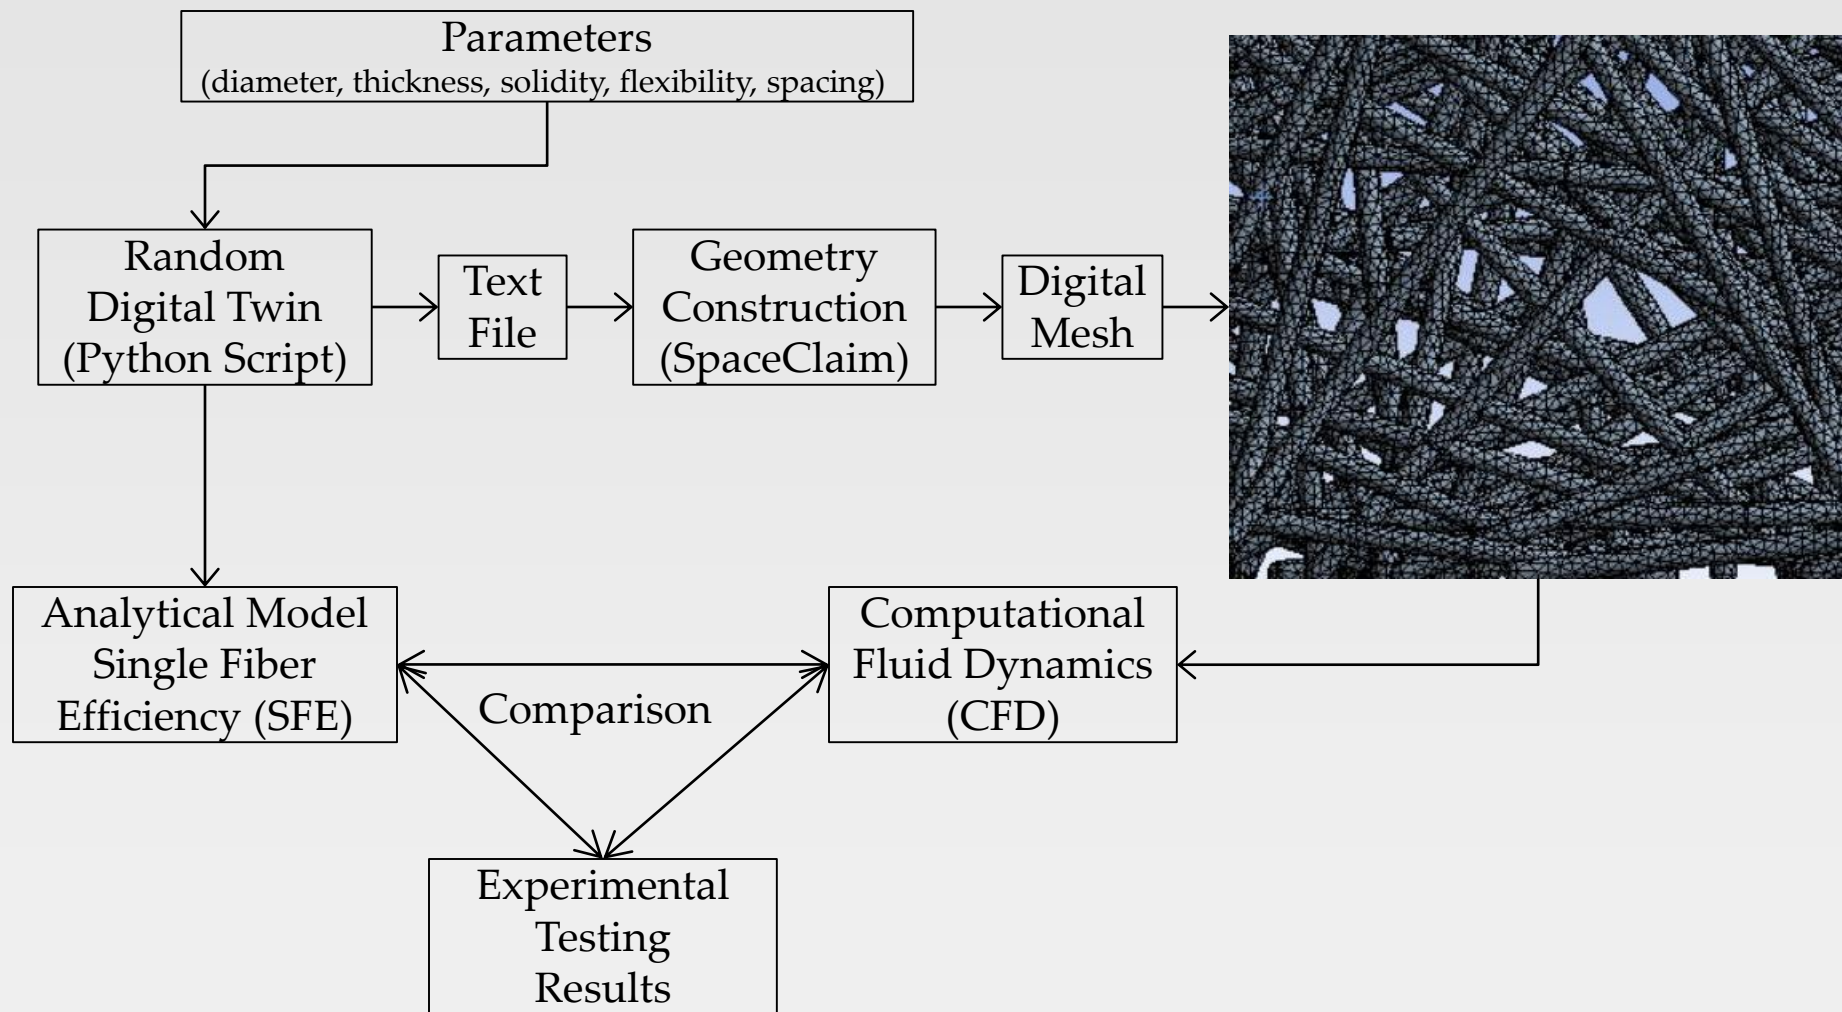 Parameters
(diameter, thickness, solidity, flexibility, spacing)
Random
Digital Twin
(Python Script)
Text
File
Geometry
Construction
(SpaceClaim)
Digital
Mesh
Analytical Model
Single Fiber
Efficiency (SFE)
Comparison
Computational
Fluid Dynamics
(CFD)
Experimental
Testing
Results